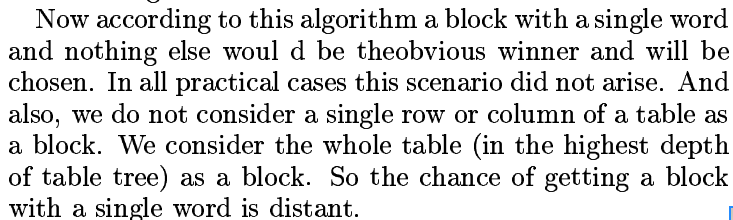 Now according to this algorithm a block with a single word
and nothing else woul d be theobvious winner and will be
chosen. In all practical cases this scenario did not arise. And
also, we do not consider a single row or column of a table as
a block. We consider the whole table (in the highest depth
of table tree) as a block. So the chance of getting a block
with a single word is distant.